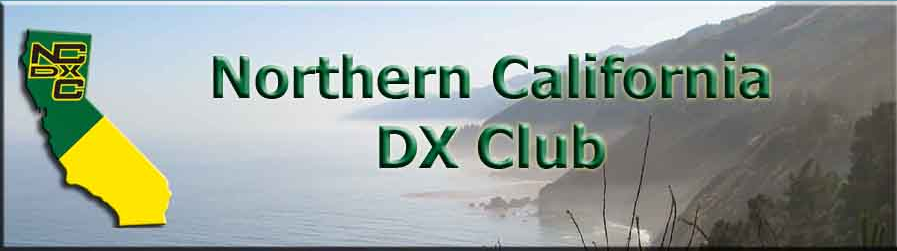 NC
DX
C
Northern California
DX Club